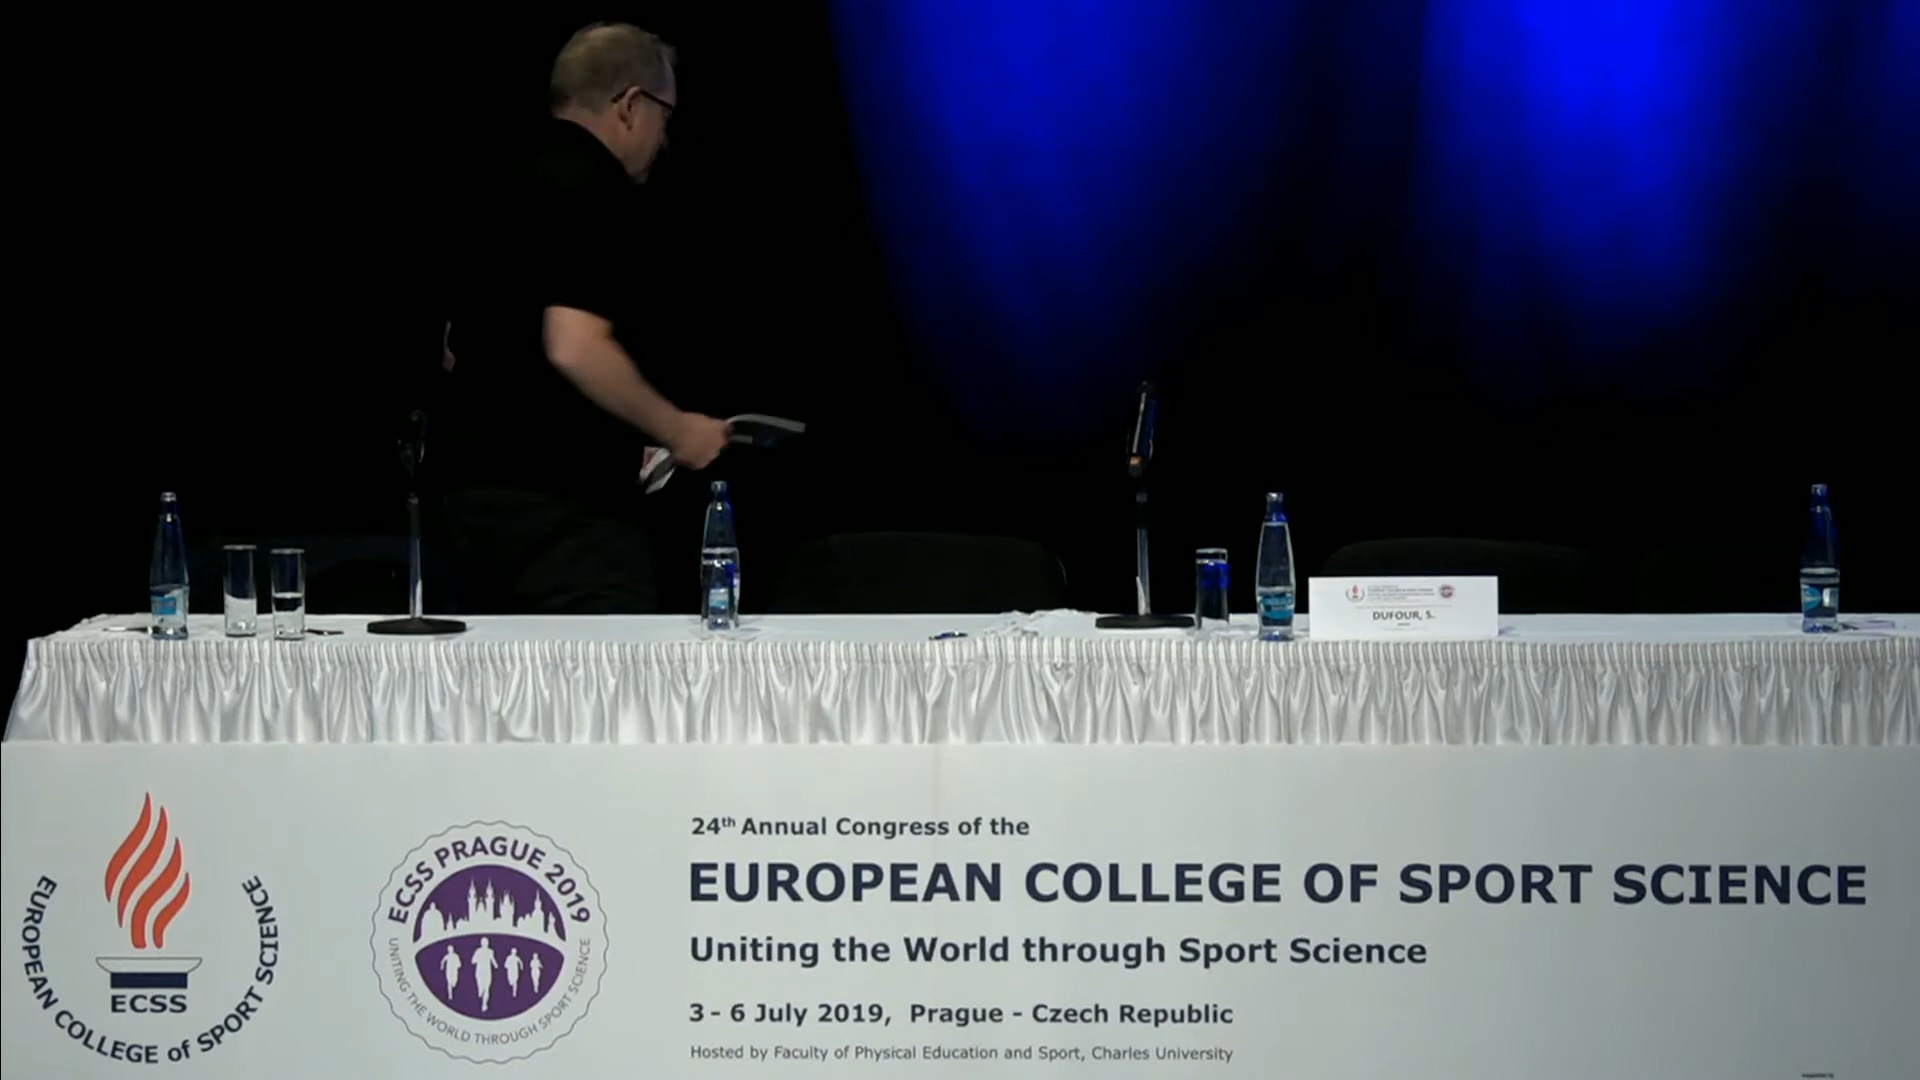 DUFOUR, S.
EUROPEAN COLLEGE of SPORT SCIENCE
ECSS
ECSS PRAGUE 2019
UNITING THE WORLD THROUGH SPORT SCIENCE
24th Annual Congress of the
EUROPEAN COLLEGE OF SPORT SCIENCE
Uniting the World through Sport Science
3 - 6 July 2019, Prague - Czech Republic
Hosted by Faculty of Physical Education and Sport, Charles University